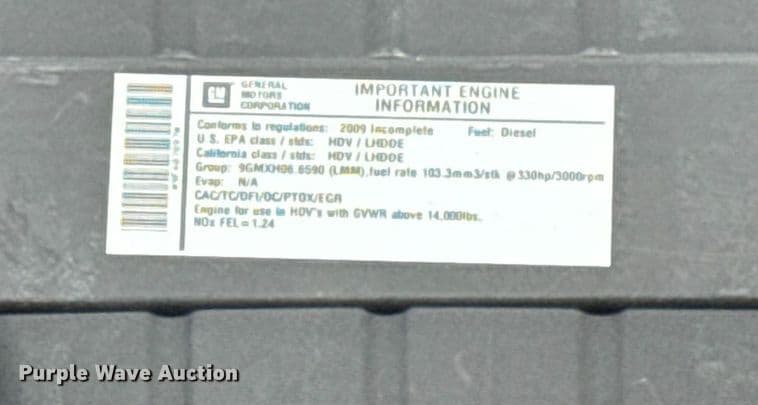 GM
GENERAL
MOTORS
CORPORATION
IMPORTANT ENGINE
INFORMATION
Conforms to regulations: 2009 Incomplete Fuel: Diesel
U.S. EPA class / stds: HDV / LHDDE
California class / stds: HDV / LHDDE
Group: 9GMXH06.6590 (LMM), fuel rate 103.3mm3/stk @ 330hp/3000rpm
Evap: N/A
CAC/TC/DFI/OC/PTOX/EGR
Engine for use in HDV's with GVWR above 14,000lbs.
NOx FEL = 1.24
Purple Wave Auction